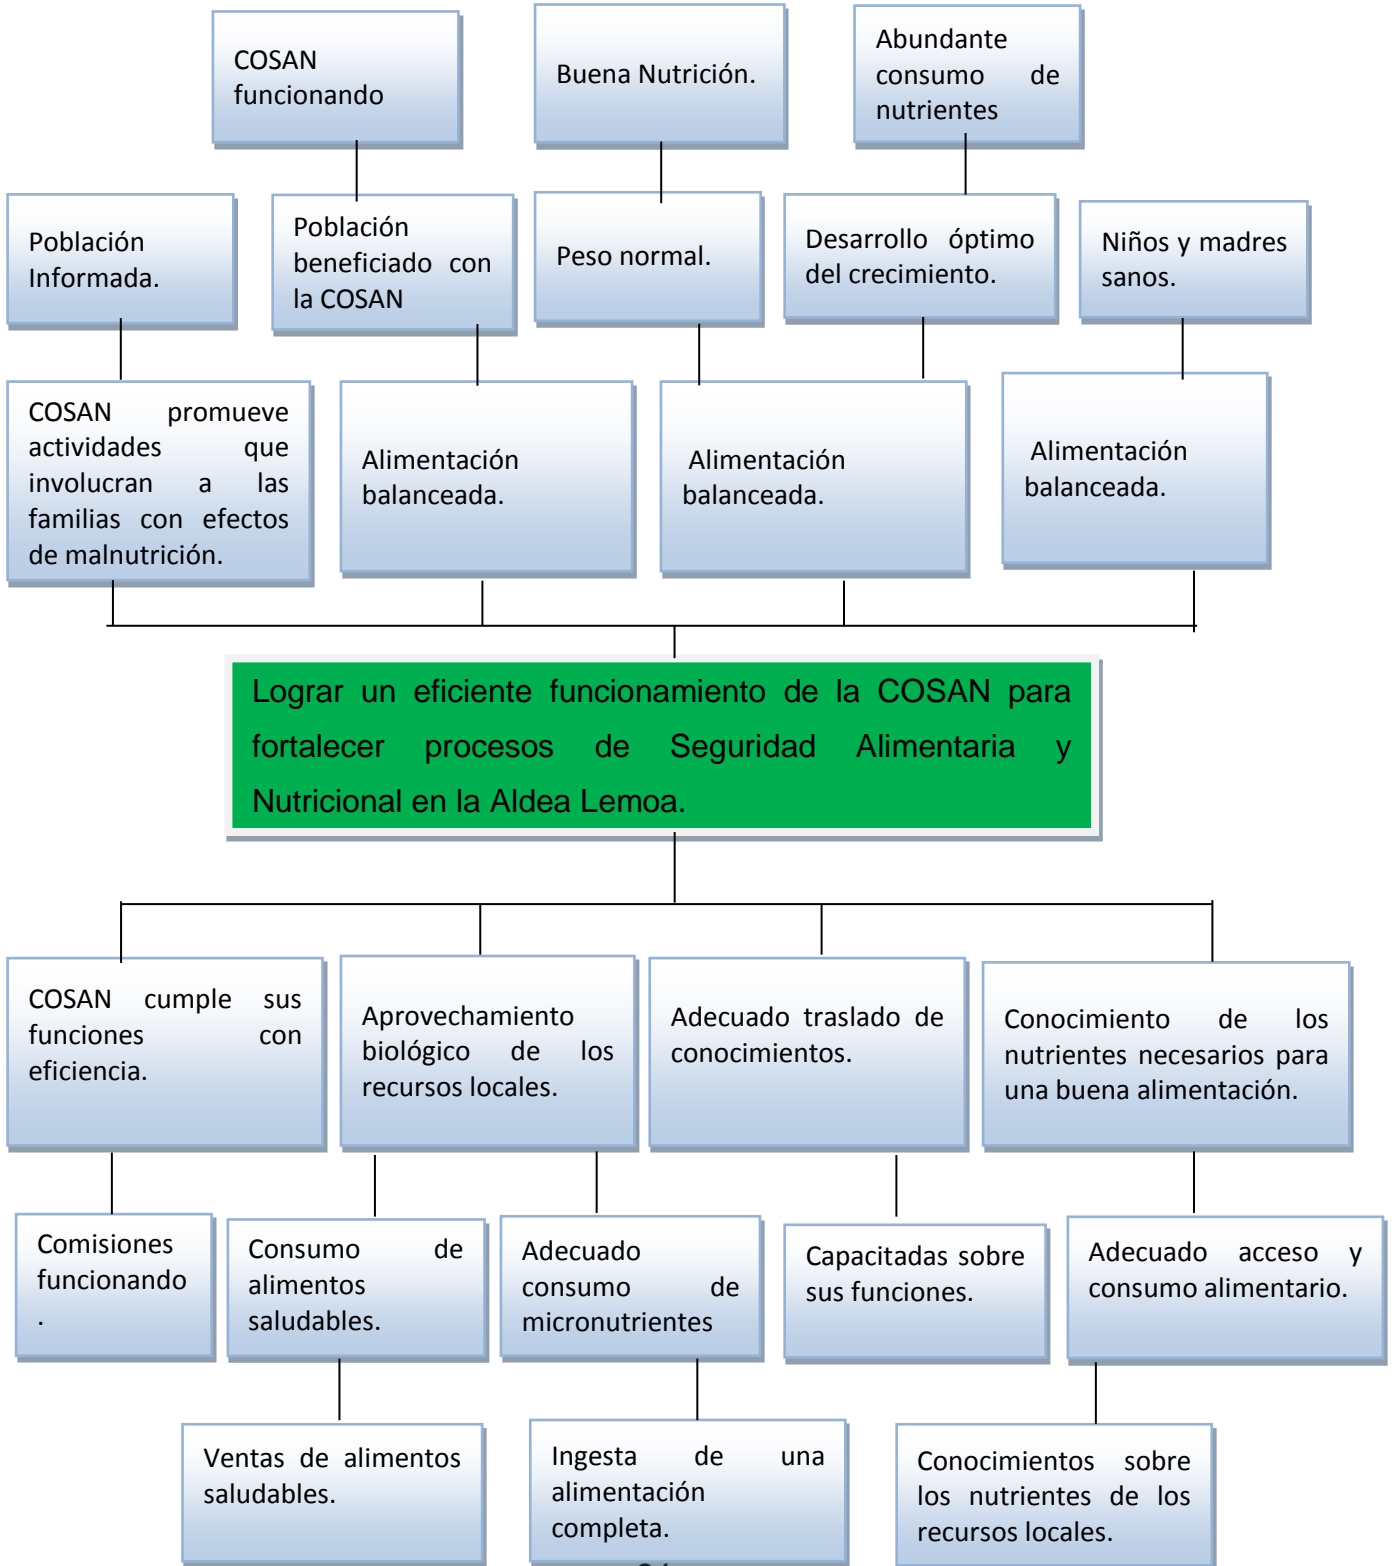 COSAN
funcionando
Buena Nutrición.
Abundante
consumo de
nutrientes
Población
Informada.
Población
beneficiado con
la COSAN
Peso normal.
Desarrollo óptimo
del crecimiento.
Niños y madres
sanos.
COSAN promueve
actividades que
involucran a las
familias con efectos
de malnutrición.
Alimentación
balanceada.
Alimentación
balanceada.
Alimentación
balanceada.
Lograr un eficiente funcionamiento de la COSAN para
fortalecer procesos de Seguridad Alimentaria y
Nutricional en la Aldea Lemoa.
COSAN cumple sus
funciones con
eficiencia.
Aprovechamiento
biológico de los
recursos locales.
Adecuado traslado de
conocimientos.
Conocimiento de los
nutrientes necesarios para
una buena alimentación.
Comisiones
funcionando
.
Consumo de
alimentos
saludables.
Adecuado
consumo de
micronutrientes
Capacitadas sobre
sus funciones.
Adecuado acceso y
consumo alimentario.
Ventas de alimentos
saludables.
Ingesta de una
alimentación
completa.
Conocimientos sobre
los nutrientes de los
recursos locales.